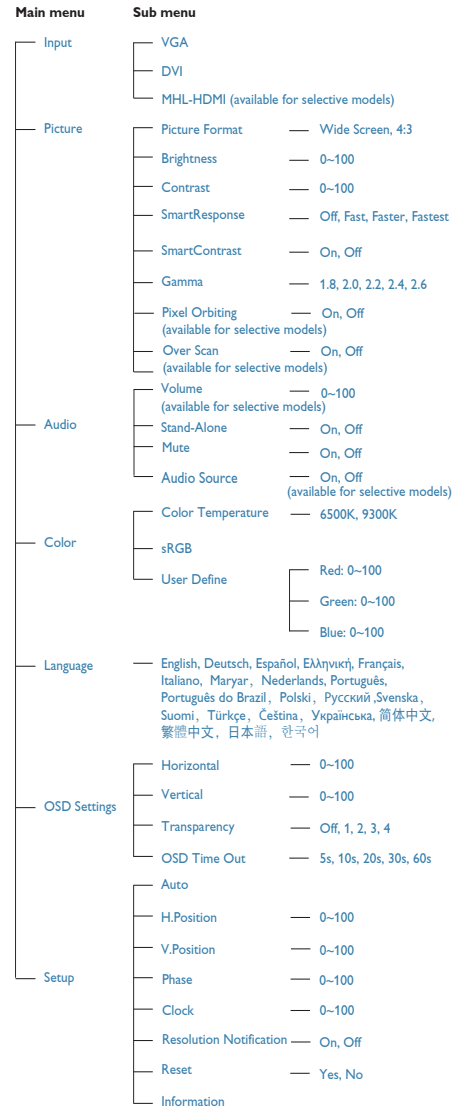 Main menu Sub menu
Input VGA
DVI
MHL-HDMI (available for selective models)
Picture Picture Format Wide Screen, 4:3
Brightness 0~100
Contrast 0~100
SmartResponse Off, Fast, Faster, Fastest
SmartContrast On, Off
Gamma 1.8, 2.0, 2.2, 2.4, 2.6
Pixel Orbiting On, Off
(available for selective models)
Over Scan On, Off
(available for selective models)
Volume 0~100
(available for selective models)
Audio Stand-Alone On, Off
Mute On, Off
Audio Source On, Off
(available for selective models)
Color Temperature 6500K, 9300K
Color sRGB
User Define Red: 0~100
Green: 0~100
Blue: 0~100
Language English, Deutsch, Español, Ελληνική, Français,
Italiano, Maryar, Nederlands, Português,
Português do Brazil, Polski, Русский ,Svenska,
Suomi, Türkçe, Čeština, Українська, 简体中文,
繁體中文, 日本語, 한국어
Horizontal 0~100
Vertical 0~100
OSD Settings Transparency Off, 1, 2, 3, 4
OSD Time Out 5s, 10s, 20s, 30s, 60s
Auto
H.Position 0~100
V.Position 0~100
Setup Phase 0~100
Clock 0~100
Resolution Notification On, Off
Reset Yes, No
Information